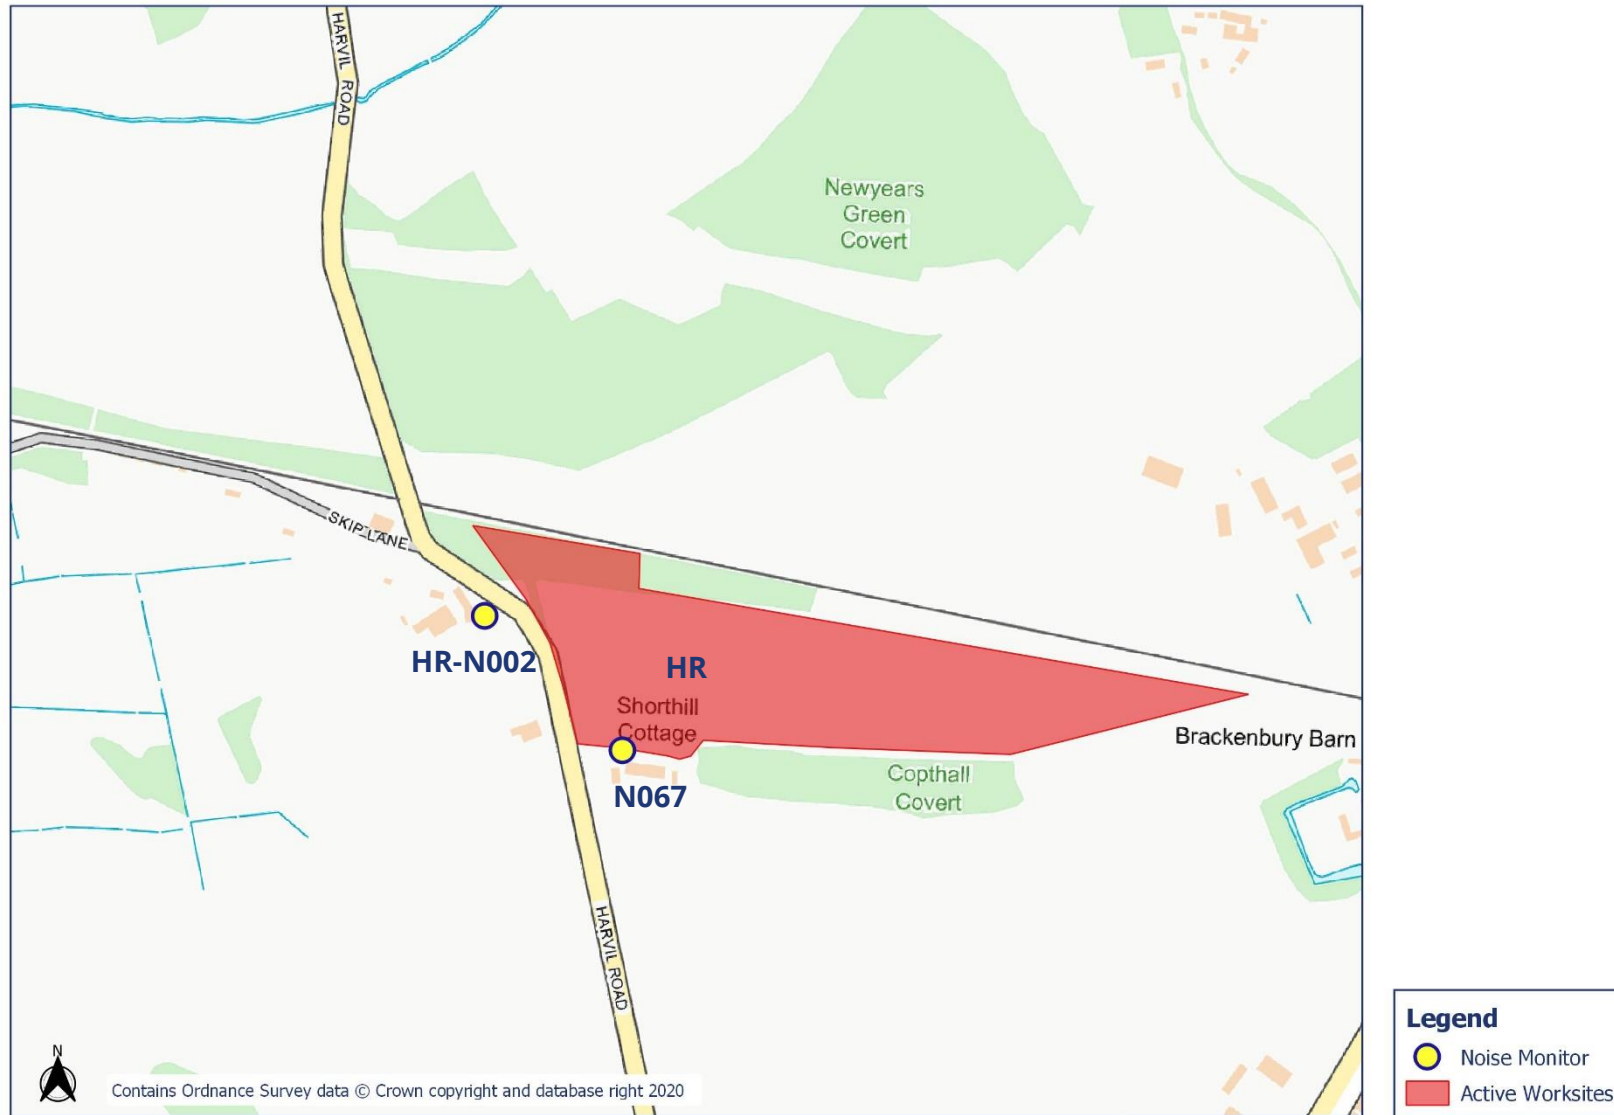 HARVIL ROAD
Newyears
Green
Covert
SKIP LANE
HR-N002
HR
Shorthill
Cottage
Brackenbury Barn
Copthall
Covert
N067
HARVIL ROAD
N
Contains Ordnance Survey data © Crown copyright and database right 2020
Legend
Noise Monitor
Active Worksites